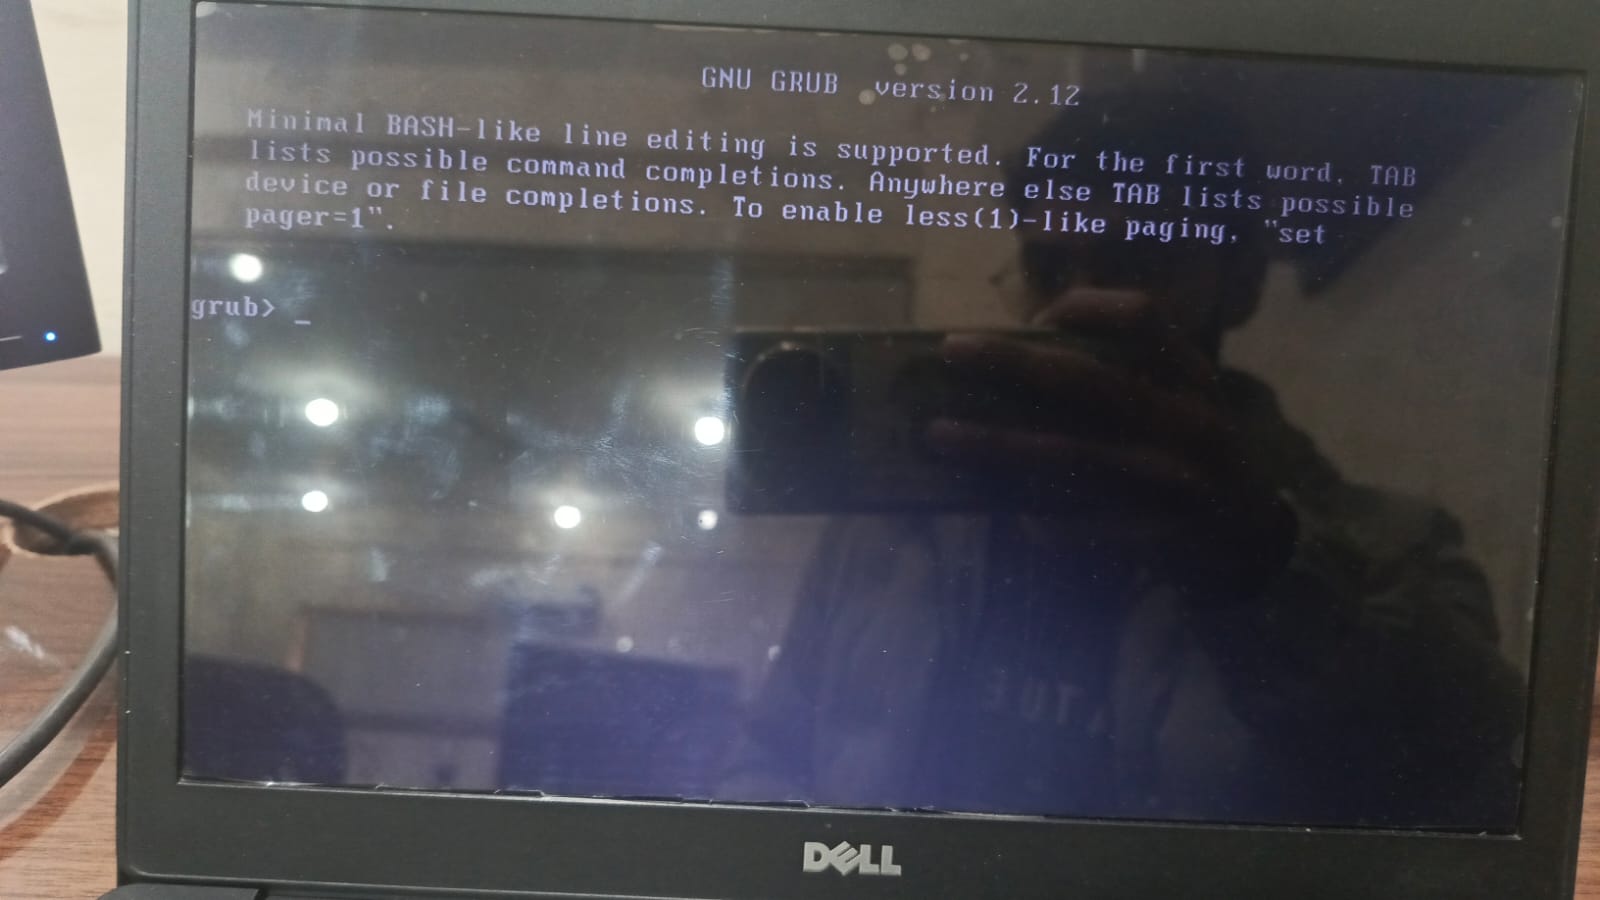 GNU GRUB version 2.12
Minimal BASH-like line editing is supported. For the first word, TAB
lists possible command completions. Anywhere else TAB lists possible
device or file completions. To enable less(1)-like paging, "set
pager=1".
grub> _
DELL